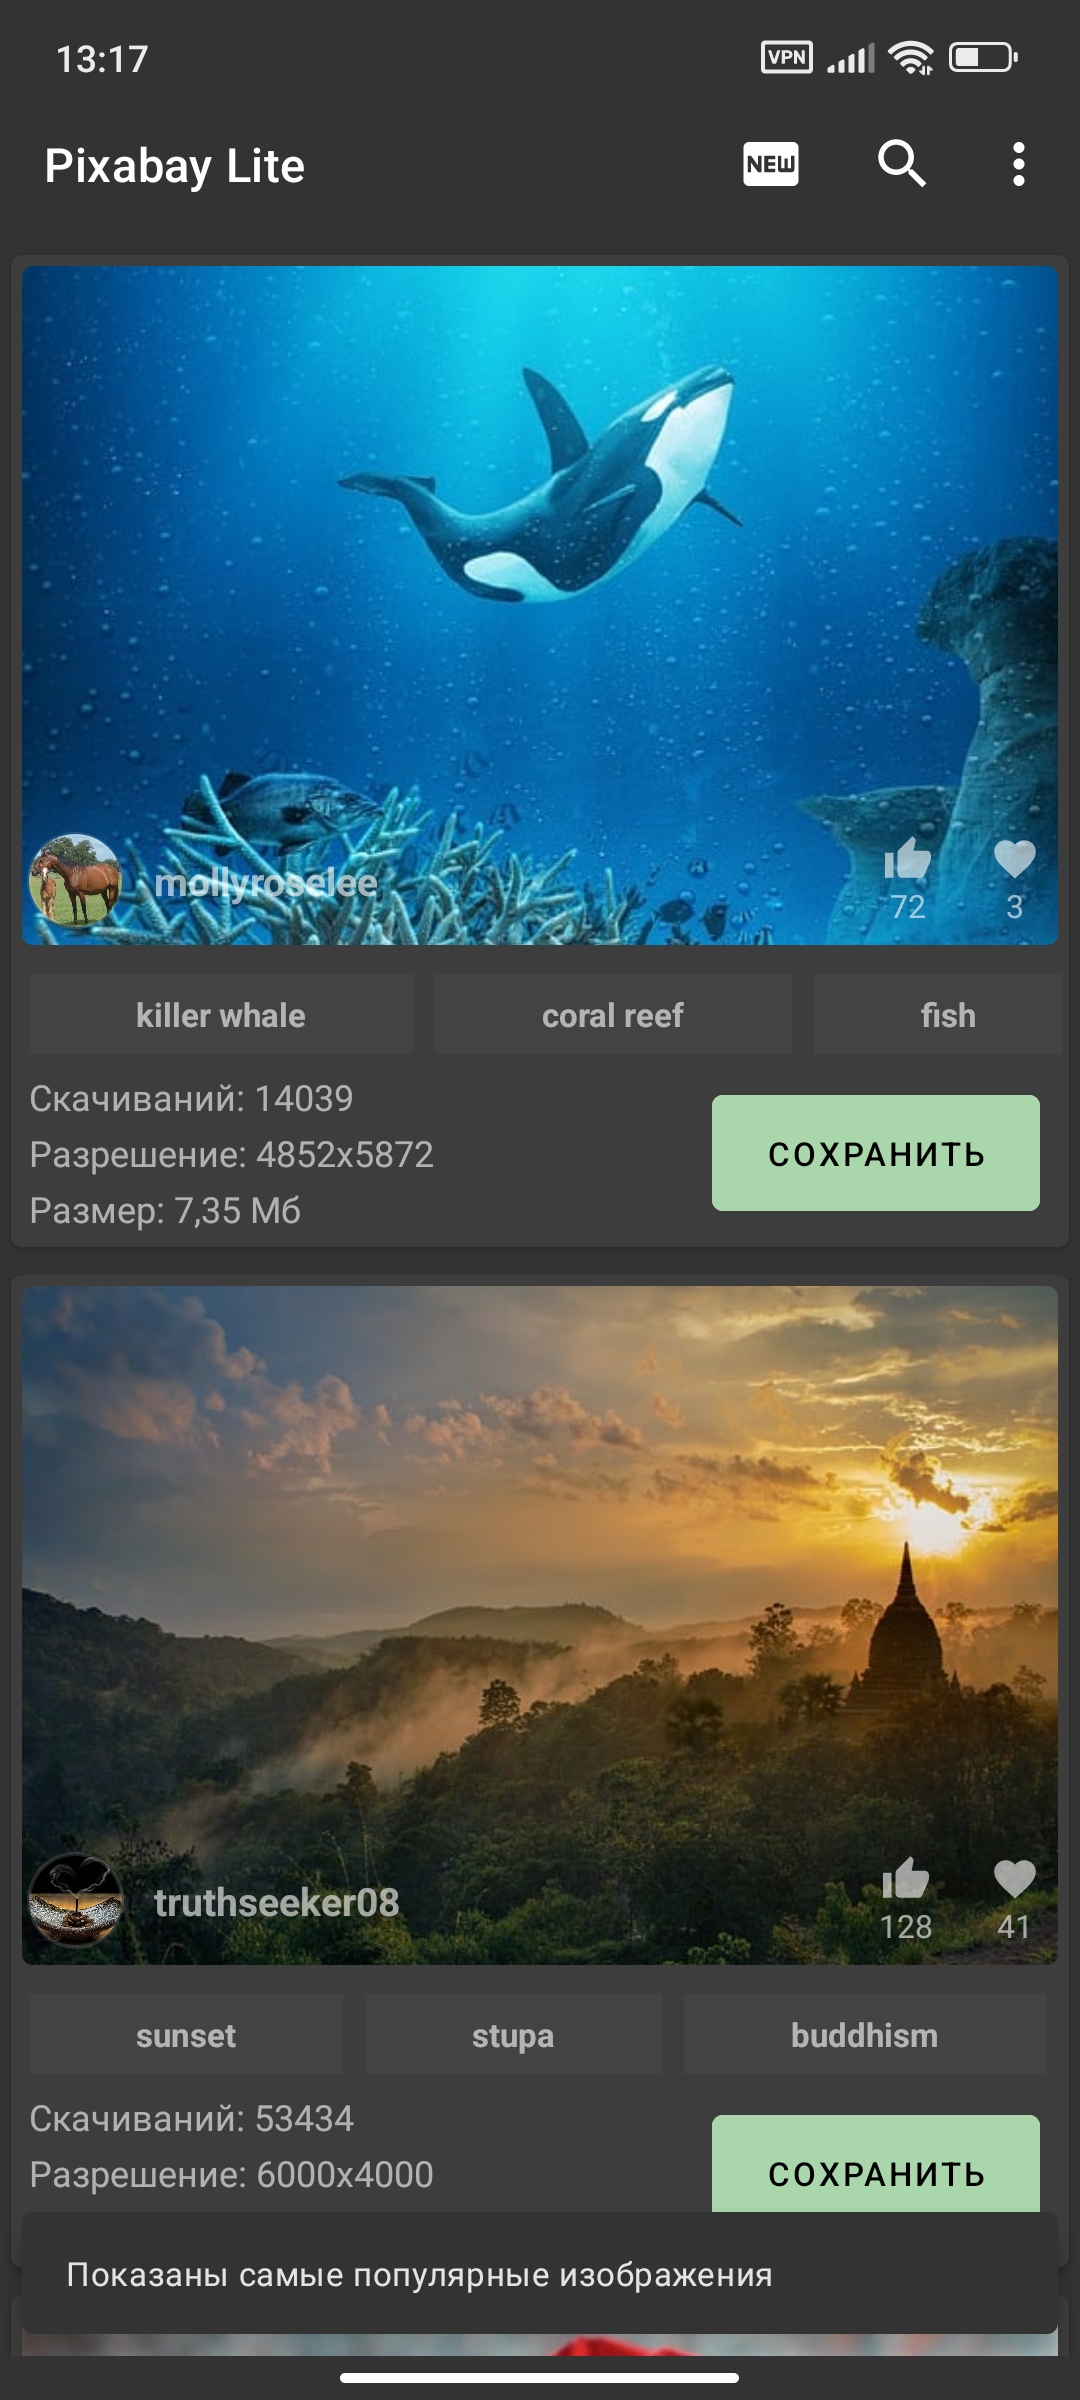 13:17
VPN
Pixabay Lite
NEW
mollyroselee
72
3
killer whale
coral reef
fish
Скачиваний: 14039
Разрешение: 4852x5872
Размер: 7,35 Мб
СОХРАНИТЬ
truthseeker08
128
41
sunset
stupa
buddhism
Скачиваний: 53434
Разрешение: 6000x4000
СОХРАНИТЬ
Показаны самые популярные изображения